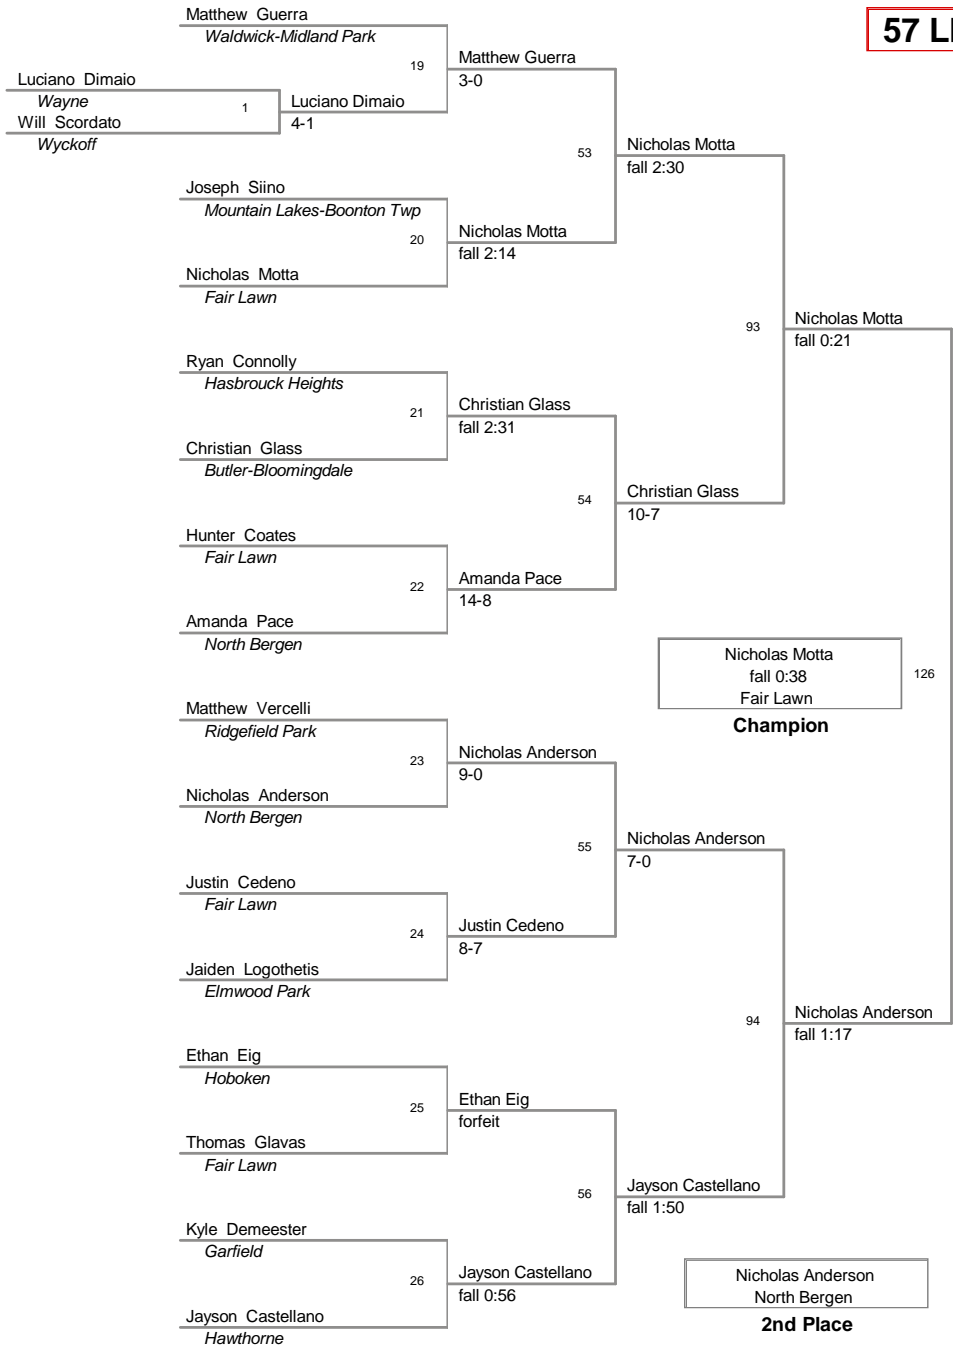 Matthew Guerra
Waldwick-Midland Park
57 L
19
Matthew Guerra
3-0
Luciano Dimaio
Wayne
1
Luciano Dimaio
4-1
Will Scordato
Wyckoff
53
Nicholas Motta
fall 2:30
Joseph Siino
Mountain Lakes-Boonton Twp
20
Nicholas Motta
fall 2:14
Nicholas Motta
Fair Lawn
93
Nicholas Motta
fall 0:21
Ryan Connolly
Hasbrouck Heights
21
Christian Glass
fall 2:31
Christian Glass
Butler-Bloomingdale
54
Christian Glass
10-7
Hunter Coates
Fair Lawn
22
Amanda Pace
14-8
Amanda Pace
North Bergen
Nicholas Motta
fall 0:38
Fair Lawn
Champion
126
Matthew Vercelli
Ridgefield Park
23
Nicholas Anderson
9-0
Nicholas Anderson
North Bergen
55
Nicholas Anderson
7-0
Justin Cedeno
Fair Lawn
24
Justin Cedeno
8-7
Jaiden Logothetis
Elmwood Park
94
Nicholas Anderson
fall 1:17
Ethan Eig
Hoboken
25
Ethan Eig
forfeit
Thomas Glavas
Fair Lawn
56
Jayson Castellano
fall 1:50
Kyle Demeester
Garfield
26
Jayson Castellano
fall 0:56
Jayson Castellano
Hawthorne
Nicholas Anderson
North Bergen
2nd Place